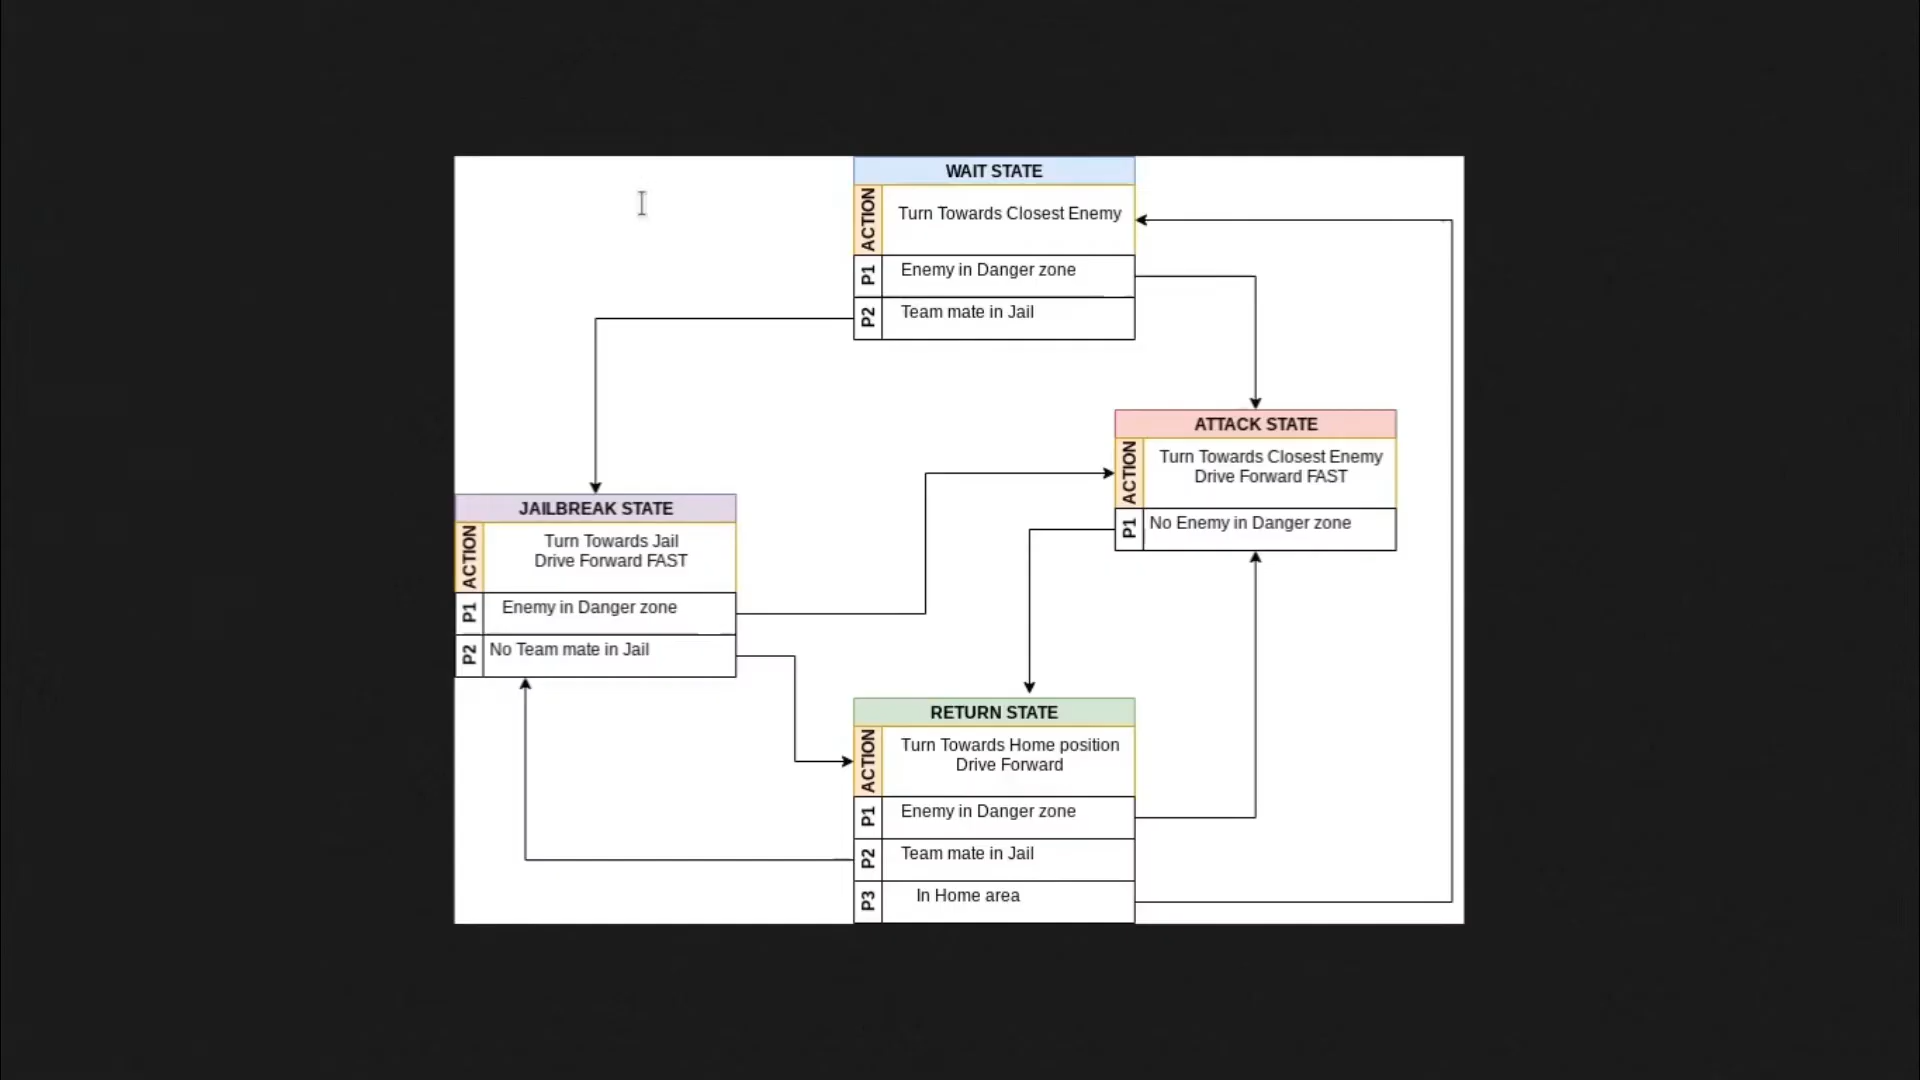 WAIT STATE
ACTION
Turn Towards Closest Enemy
P1
Enemy in Danger zone
P2
Team mate in Jail
ATTACK STATE
ACTION
Turn Towards Closest Enemy
Drive Forward FAST
P1
No Enemy in Danger zone
JAILBREAK STATE
ACTION
Turn Towards Jail
Drive Forward FAST
P1
Enemy in Danger zone
P2
No Team mate in Jail
RETURN STATE
ACTION
Turn Towards Home position
Drive Forward
P1
Enemy in Danger zone
P2
Team mate in Jail
P3
In Home area